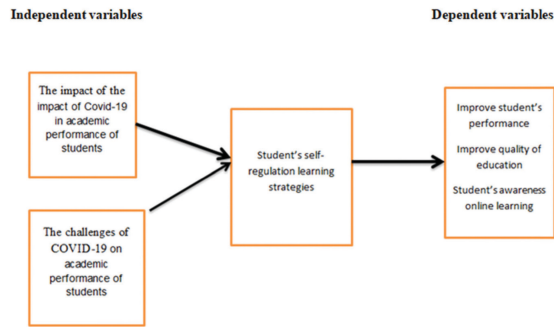 Independent variables
Dependent variables
The impact of the
impact of Covid-19
in academic
performance of
students
The challenges of
COVID-19 on
academic
performance of
students
Student's self-
regulation learning
strategies
Improve student's
performance
Improve quality of
education
Student's awareness
online learning